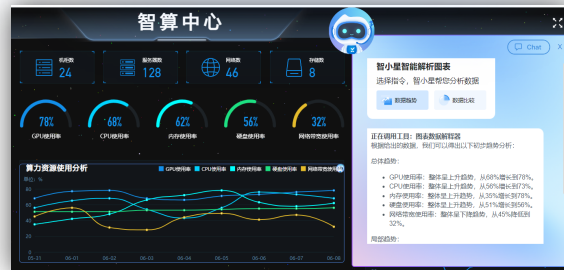 智算中心
机柜数
24
服务器数
128
网络数
46
存储数
8
78%
GPU使用率
68%
CPU使用率
62%
内存使用率
56%
硬盘使用率
32%
网络带宽使用率
算力资源使用分析
GPU使用率 CPU使用率 内存使用率 硬盘使用率 网络带宽使用率
单位：%
80
60
40
20
0
05-31 06-01 06-02 06-03 06-04 06-05 06-06 06-07 06-08
Chat X
智小星智能解析图表
选择指令，智小星帮您分析数据
数据趋势 数据比较
正在调用工具：图表数据解释器
根据给出的数据，我们可以得出以下初步趋势分析：
总体趋势：
• GPU使用率：整体呈上升趋势，从68%增长到78%。
• CPU使用率：整体呈上升趋势，从56%增长到73%。
• 内存使用率：整体呈上升趋势，从35%增长到78%。
• 硬盘使用率：整体呈上升趋势，从51%增长到56%。
• 网络带宽使用率：整体呈下降趋势，从45%降低到
32%。
局部趋势：